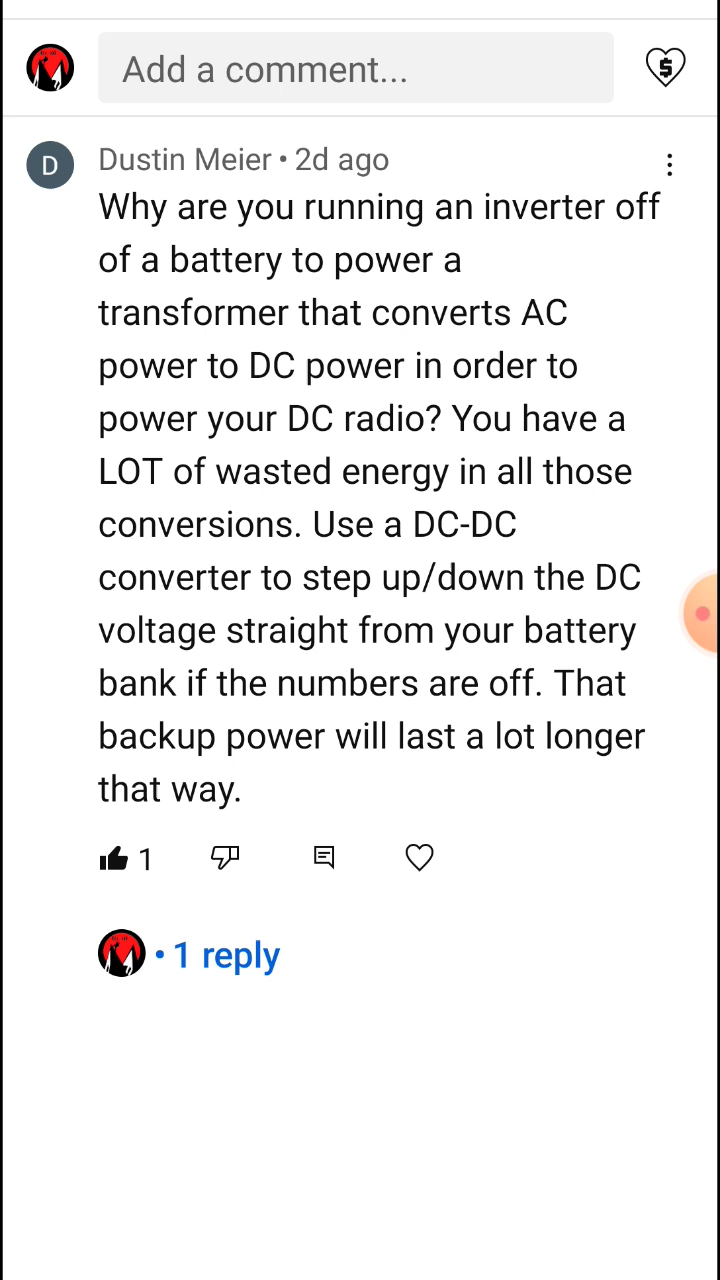 Add a comment...
$
D
Dustin Meier • 2d ago
Why are you running an inverter off
of a battery to power a
transformer that converts AC
power to DC power in order to
power your DC radio? You have a
LOT of wasted energy in all those
conversions. Use a DC-DC
converter to step up/down the DC
voltage straight from your battery
bank if the numbers are off. That
backup power will last a lot longer
that way.
1
• 1 reply